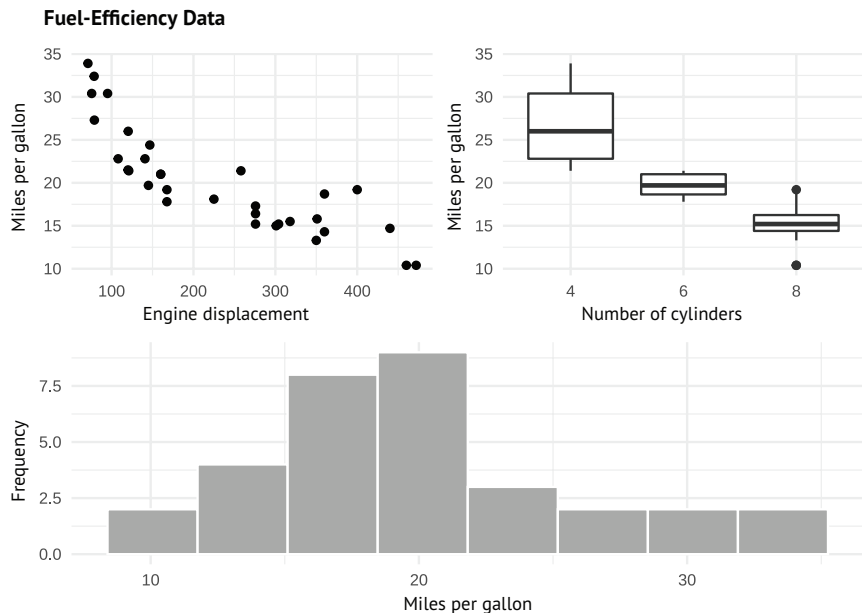 Fuel-Efficiency Data
Miles per gallon
35
30
25
20
15
10
100 200 300 400
Engine displacement
Miles per gallon
35
30
25
20
15
10
4 6 8
Number of cylinders
Frequency
7.5
5.0
2.5
0.0
10 20 30
Miles per gallon